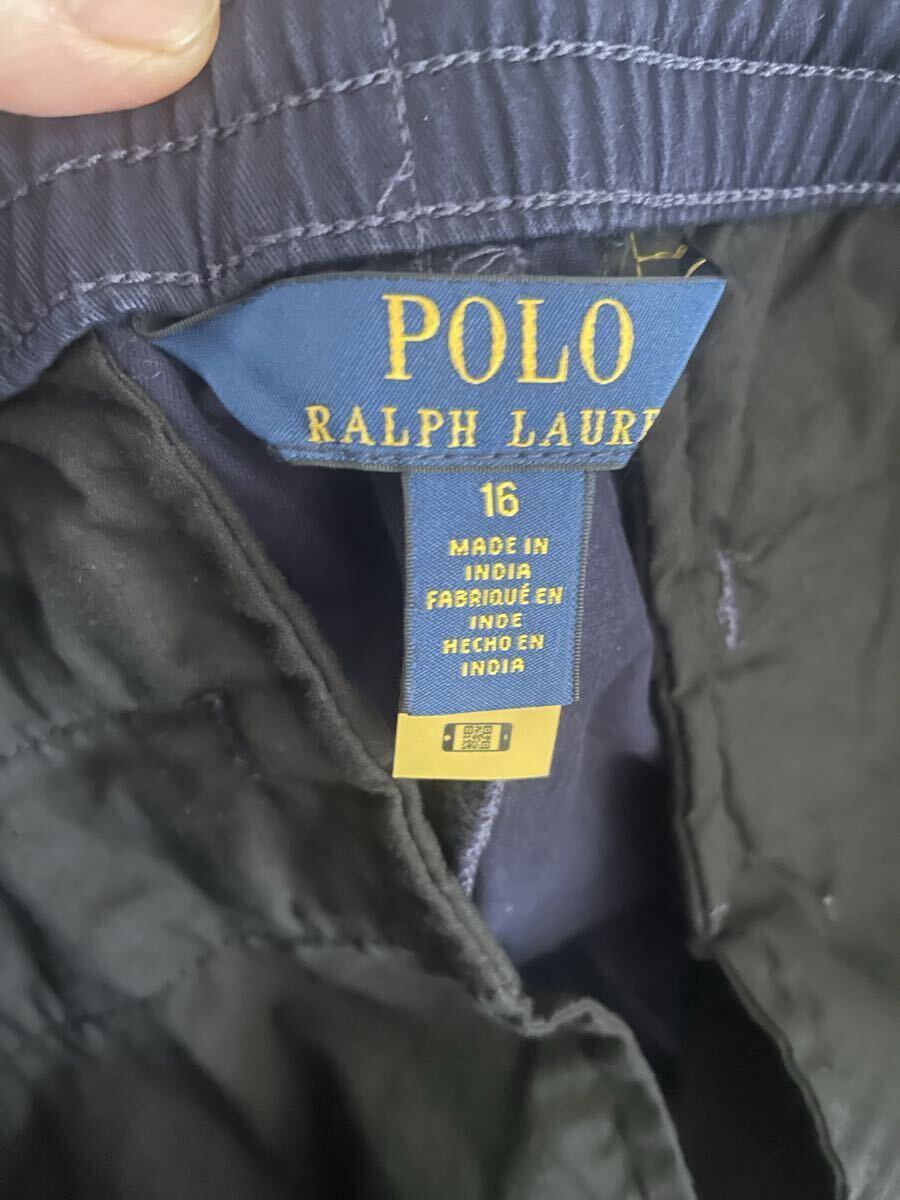 POLO
RALPH LAURE
16
MADE IN
INDIA
FABRIQUÉ EN
INDE
HECHO EN
INDIA